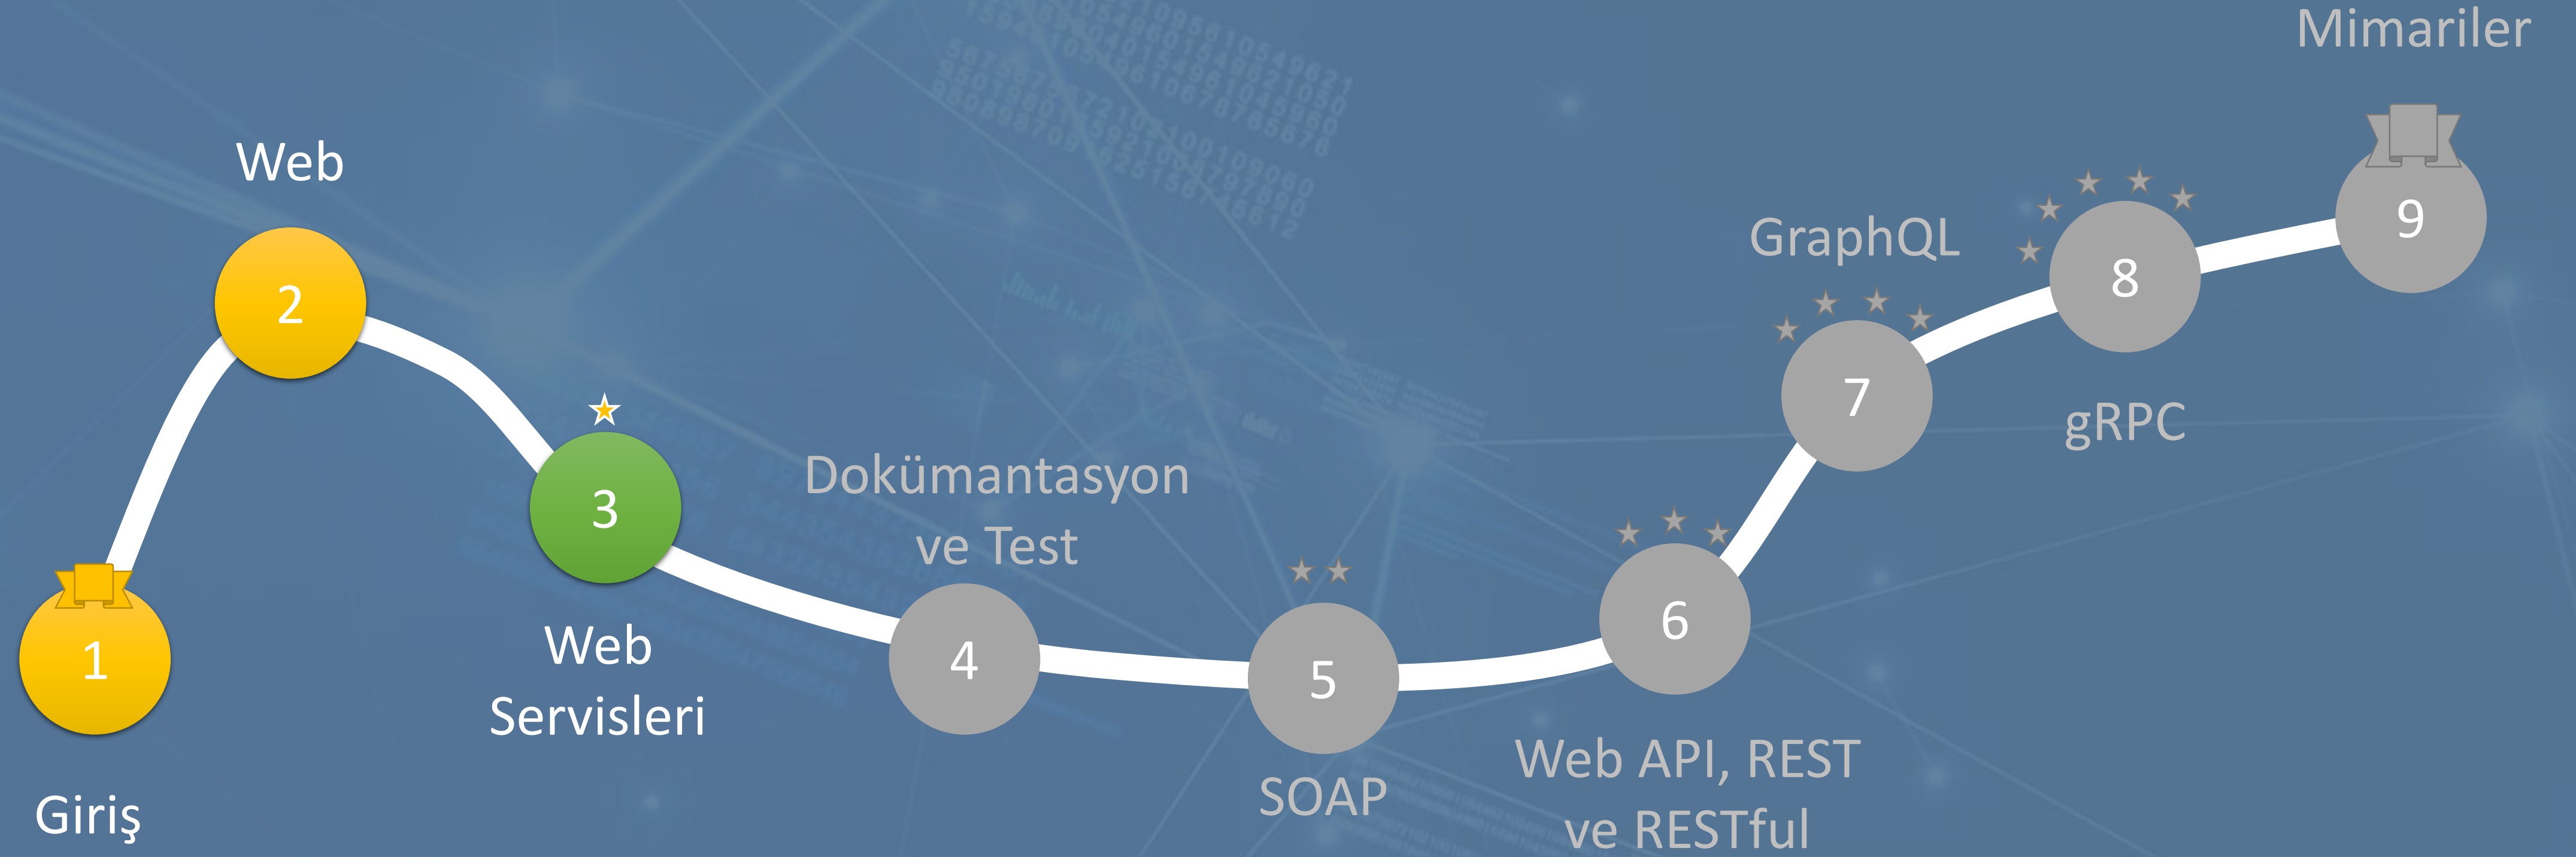 1
Giriş
2
Web
3
Web
Servisleri
4
Dokümantasyon
ve Test
5
SOAP
6
Web API, REST
ve RESTful
7
GraphQL
8
gRPC
9
Mimariler